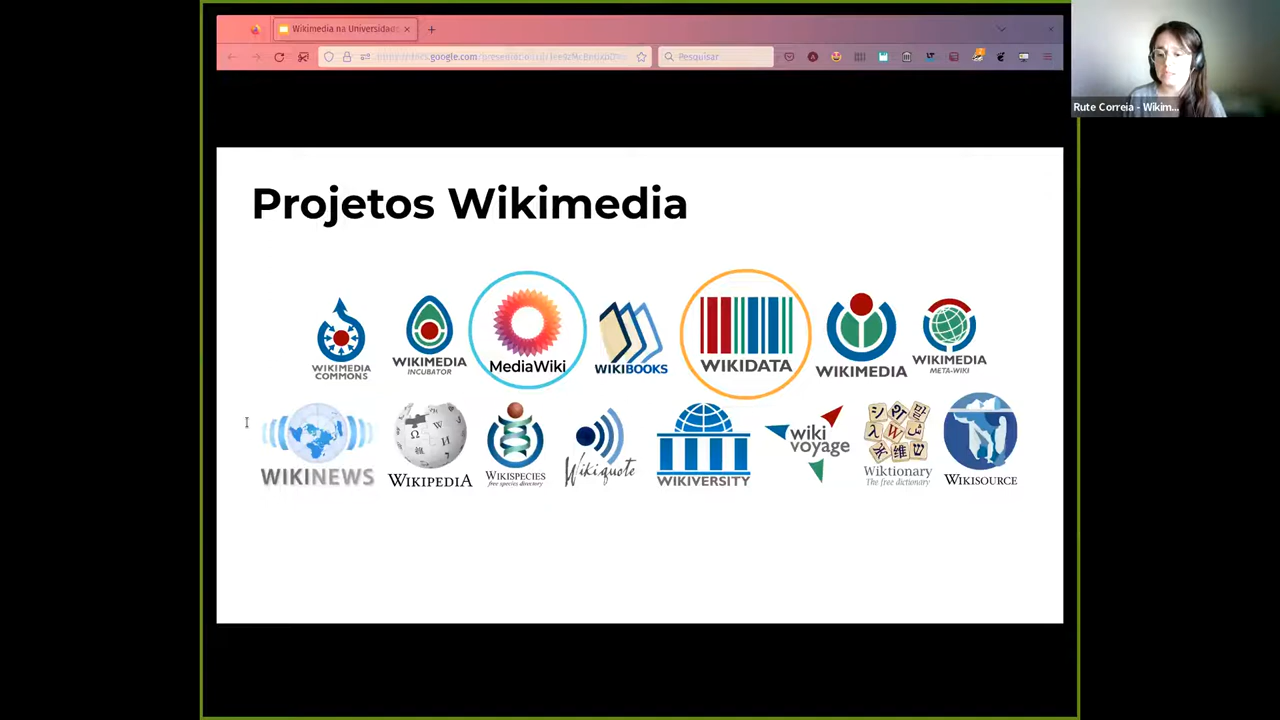 Wikimedia na Universidad
google.com
Pesquisar
Rute Correia - Wikim...
Projetos Wikimedia
WIKIMEDIA COMMONS
WIKIMEDIA INCUBATOR
MediaWiki
WIKIBOOKS
WIKIDATA
WIKIMEDIA
WIKIMEDIA META-WIKI
WIKINEWS
WIKIPEDIA
WIKISPECIES
free species directory
Wikiquote
WIKIVERSITY
wiki voyage
Wiktionary
The free dictionary
WIKISOURCE